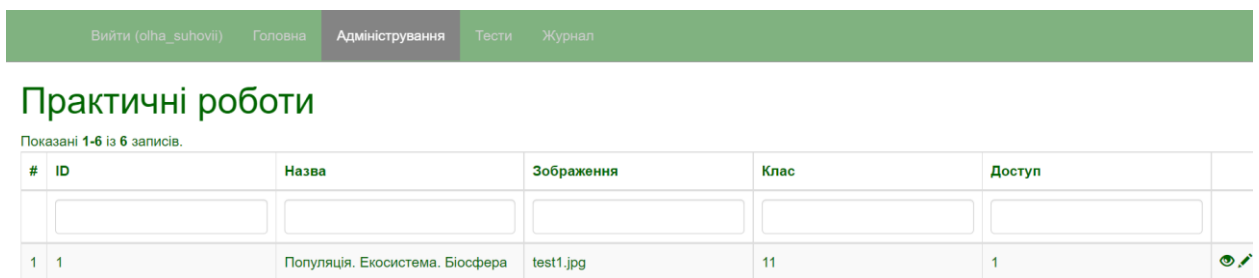 Вийти (olha_suhovii) Головна Адміністрування Тести Журнал
Практичні роботи
Показані 1-6 із 6 записів.
# ID Назва Зображення Клас Доступ
1 1 Популяція. Екосистема. Біосфера test1.jpg 11 1